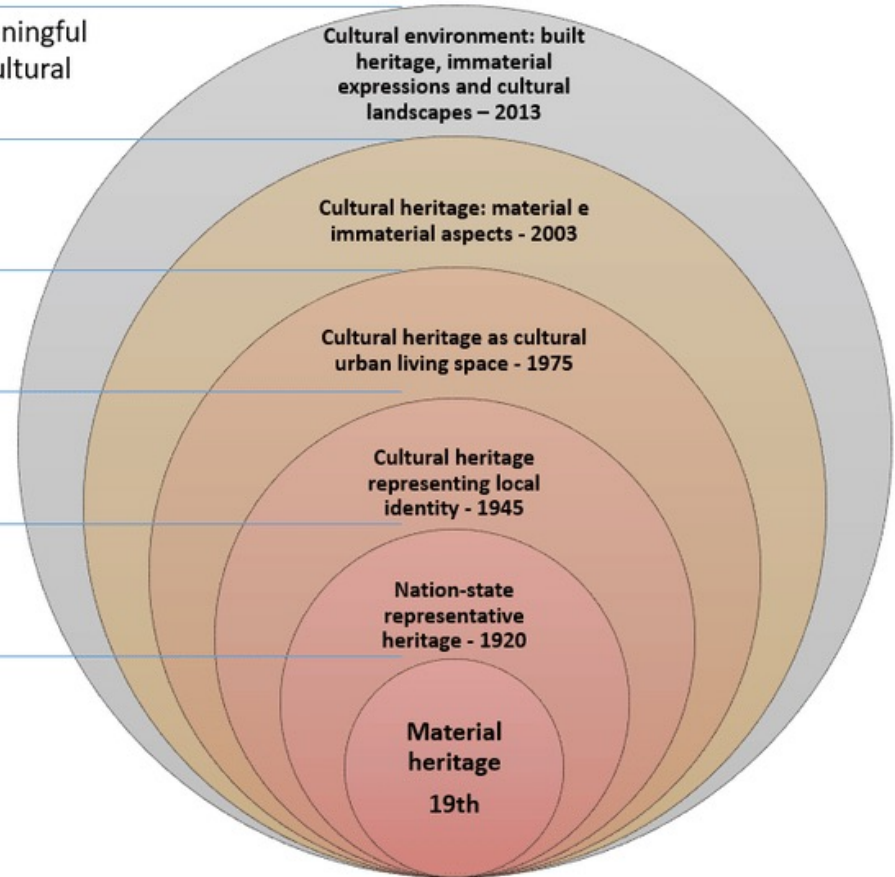 Cultural environment: built
heritage, immaterial
expressions and cultural
landscapes – 2013
Cultural heritage: material e
immaterial aspects - 2003
Cultural heritage as cultural
urban living space - 1975
Cultural heritage
representing local
identity - 1945
Nation-state
representative
heritage - 1920
Material
heritage
19th